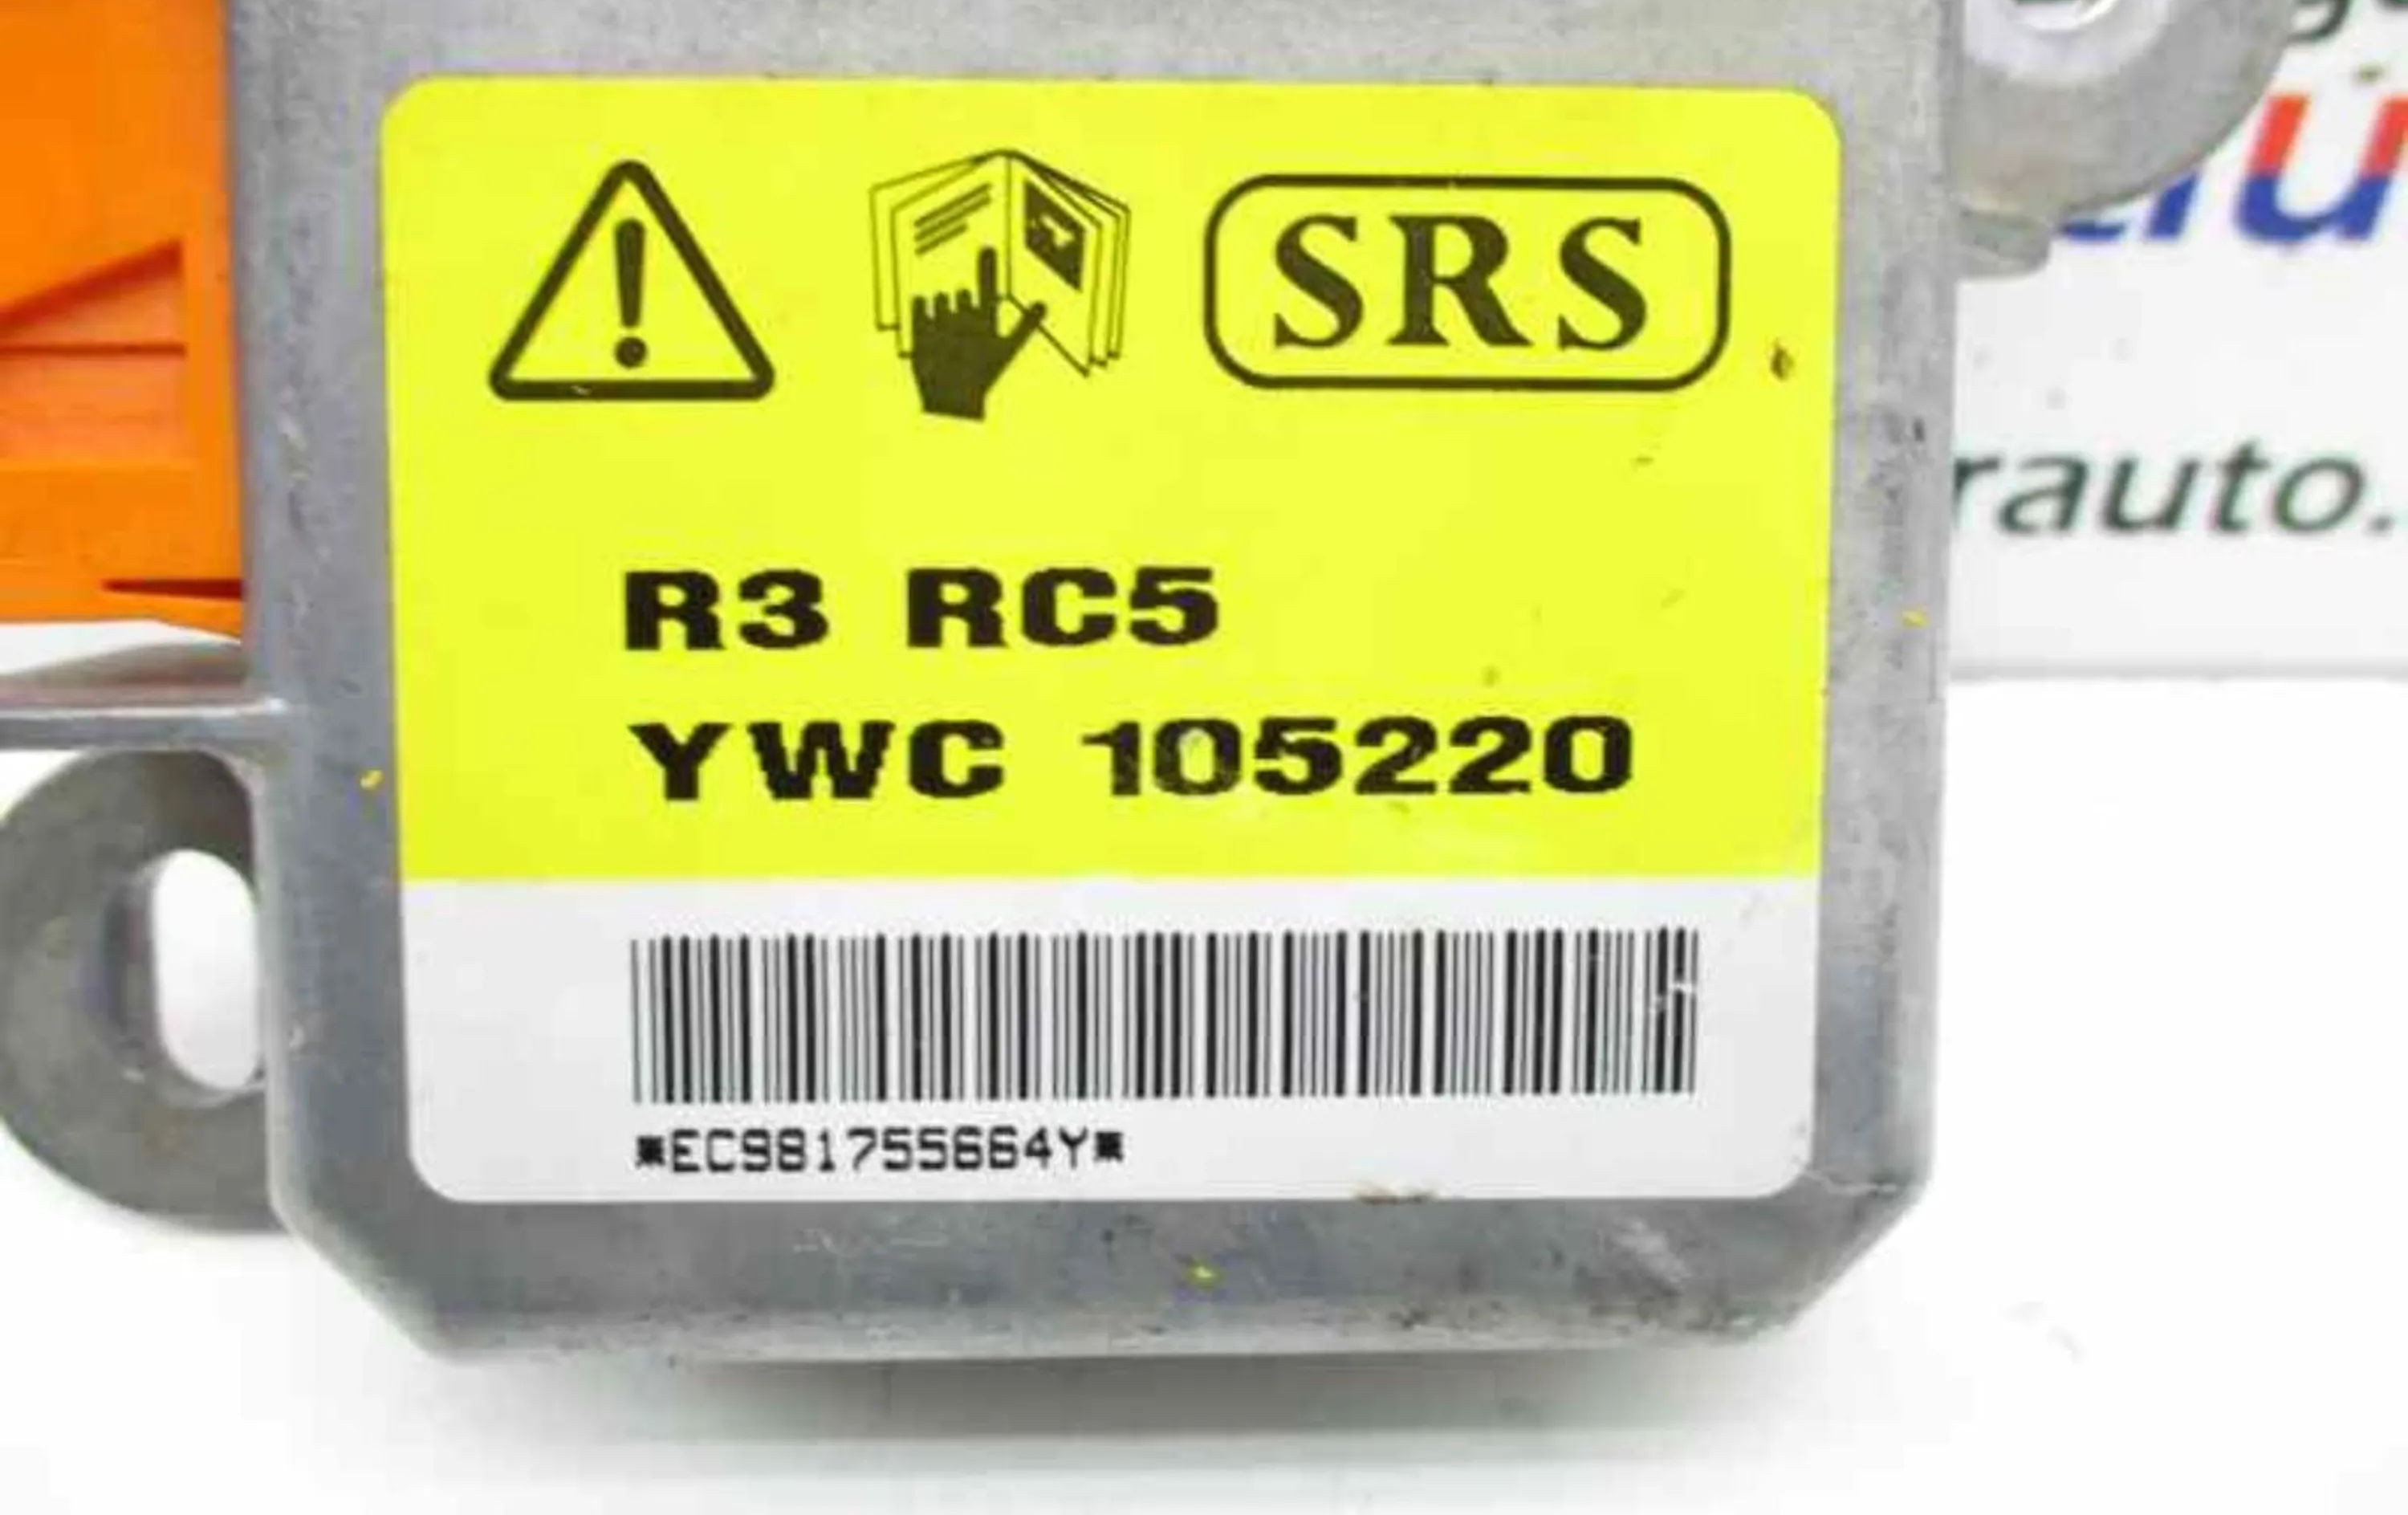 SRS
R3 RC5
YWC 105220
*EC981755664Y*
rauto.